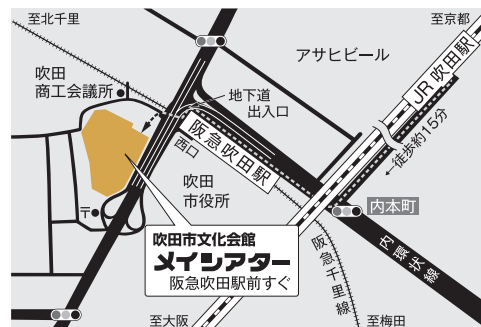 至北千里
至京都
アサヒビール
JR吹田駅
吹田
商工会議所
地下道
出入口
阪急吹田駅
西口
←徒歩約15分
吹田
市役所
〒
内本町
吹田市文化会館
メイシアター
阪急吹田駅前すぐ
内環状線
阪急千里線
至大阪
至梅田